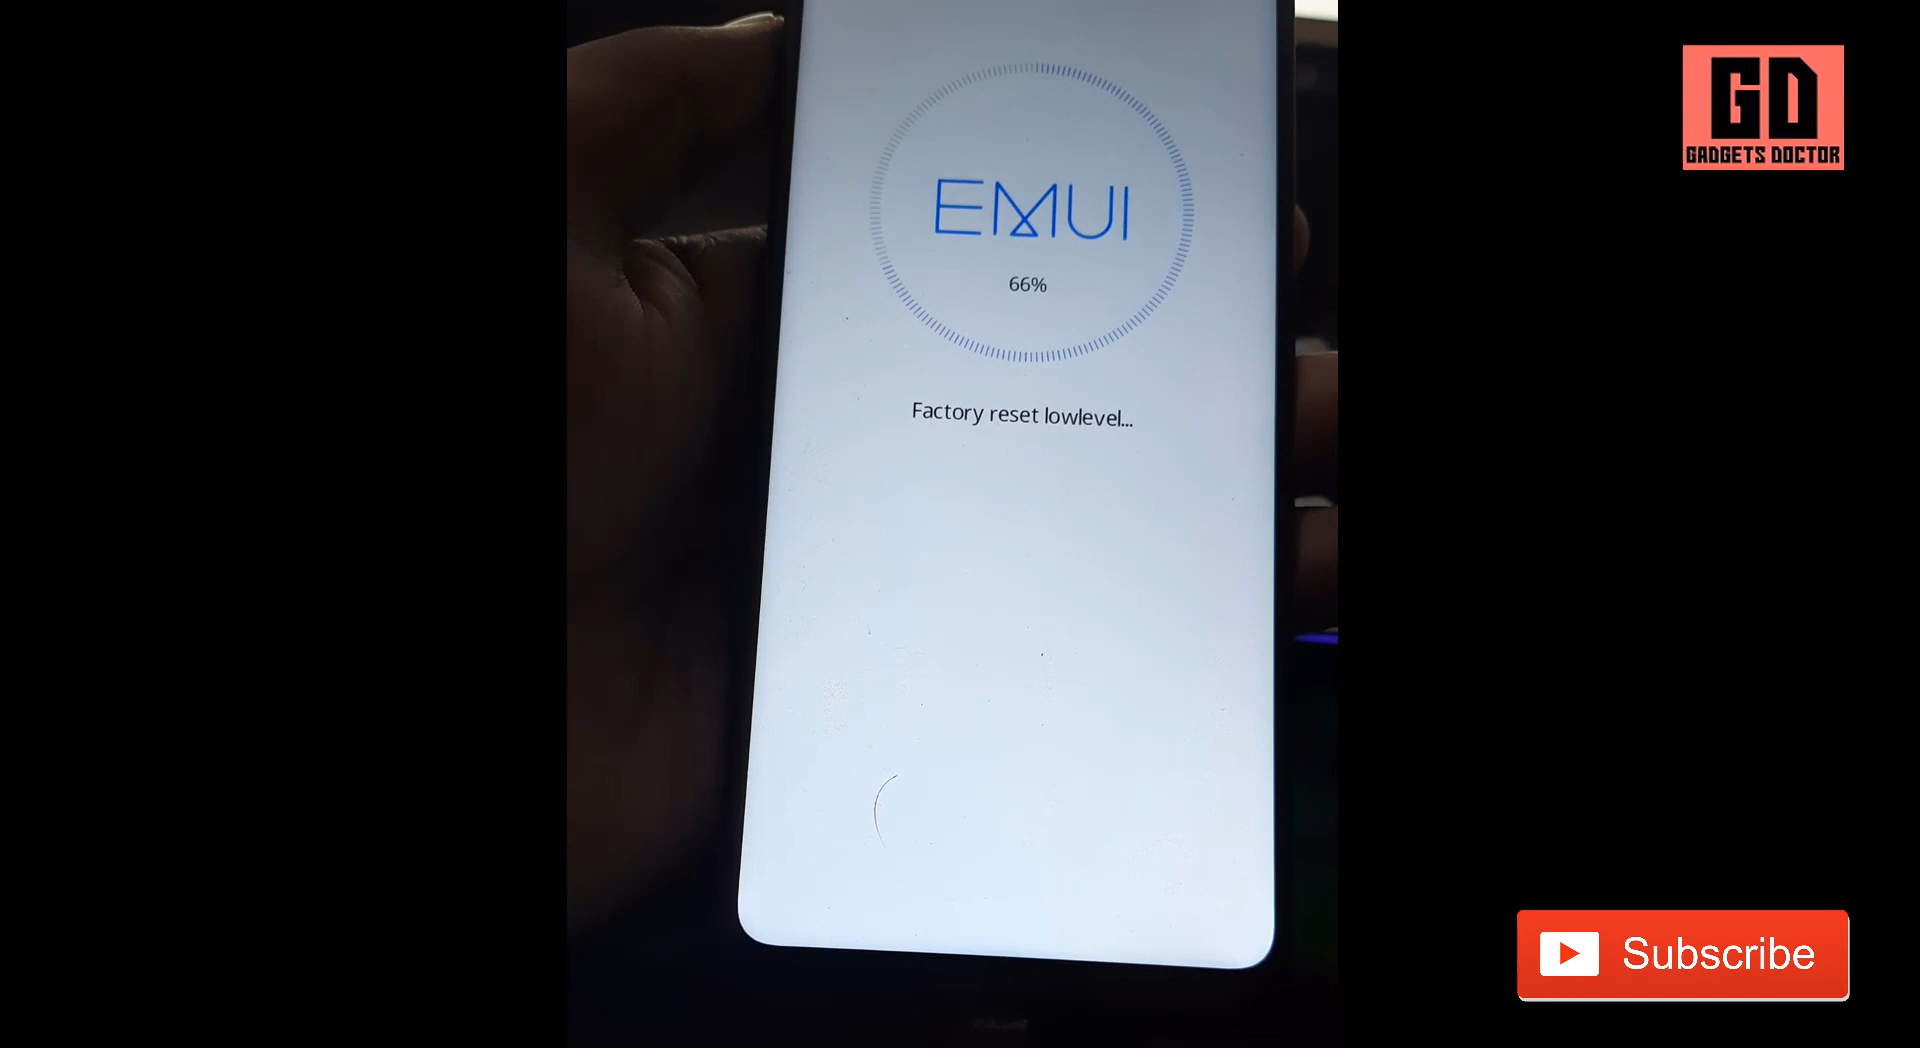 GD
GADGETS DOCTOR
EMUI
66%
Factory reset lowlevel...
Subscribe